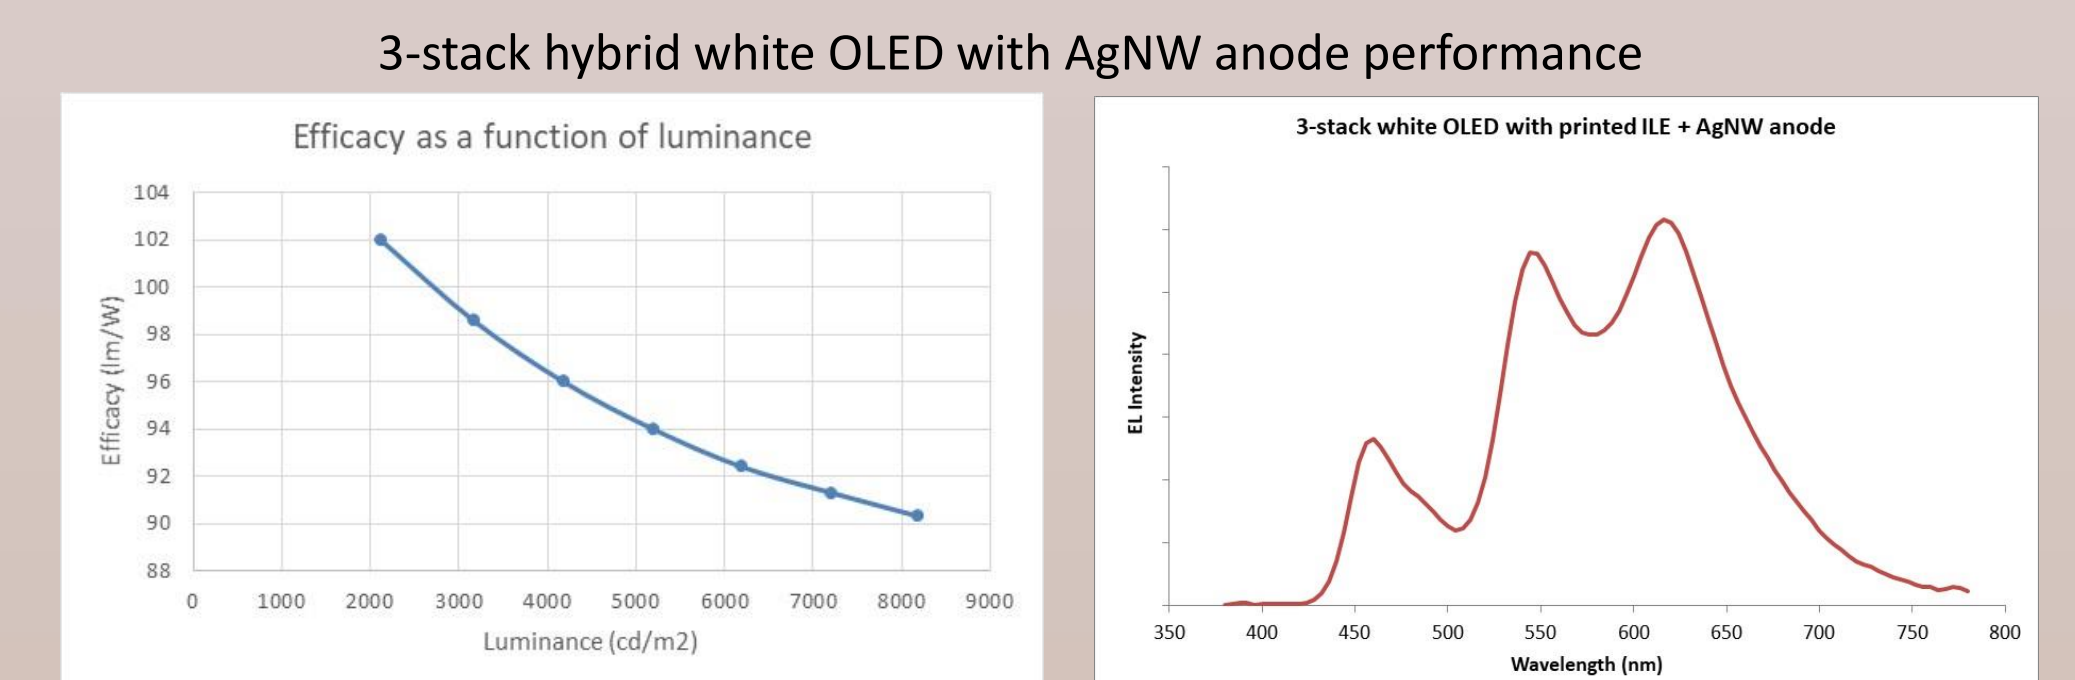 3-stack hybrid white OLED with AgNW anode performance
Efficacy as a function of luminance
Efficacy (lm/W)
104
102
100
98
96
94
92
90
88
0 1000 2000 3000 4000 5000 6000 7000 8000 9000
Luminance (cd/m2)
3-stack white OLED with printed ILE + AgNW anode
EL Intensity
350 400 450 500 550 600 650 700 750 800
Wavelength (nm)